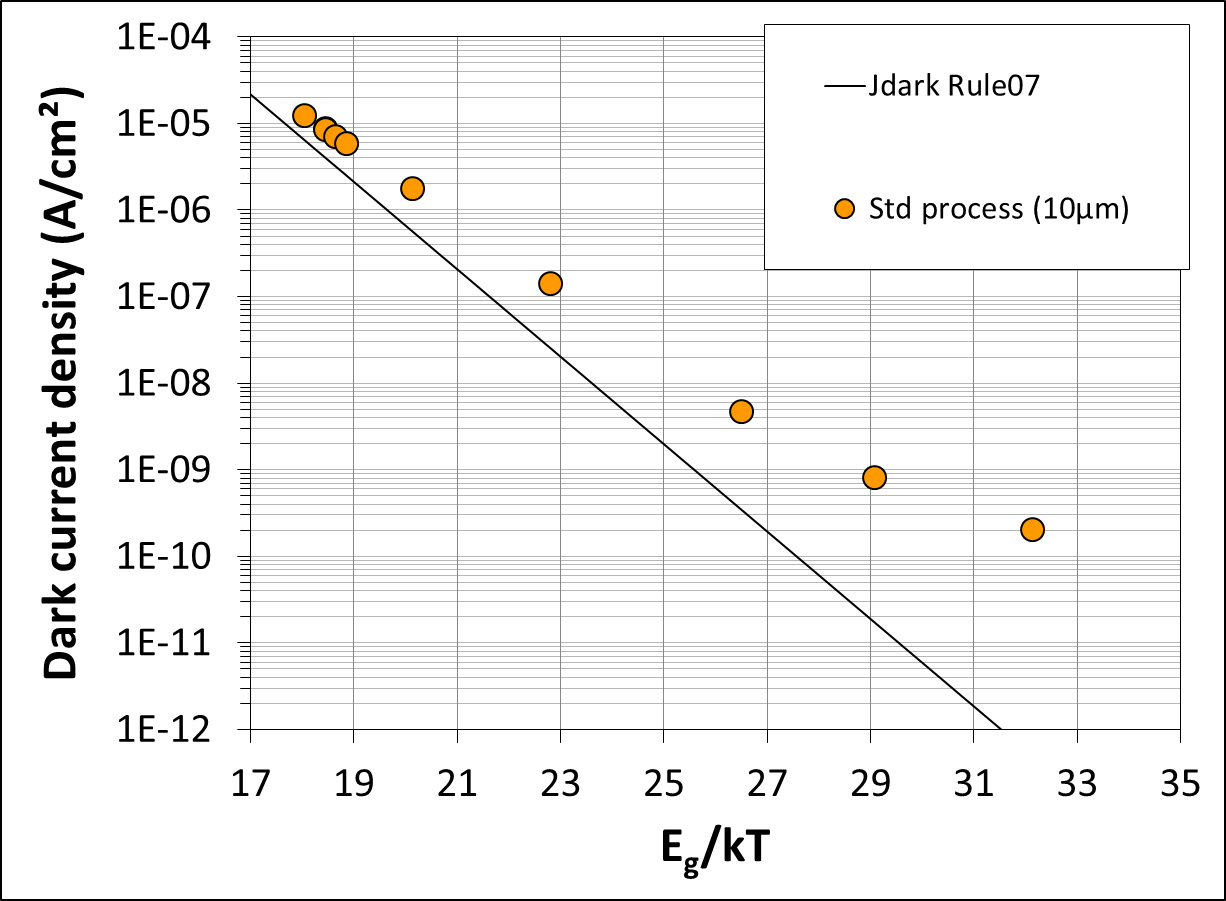 Jdark Rule07
Std process (10µm)
Dark current density (A/cm²)
1E-04
1E-05
1E-06
1E-07
1E-08
1E-09
1E-10
1E-11
1E-12
17 19 21 23 25 27 29 31 33 35
Eg/kT